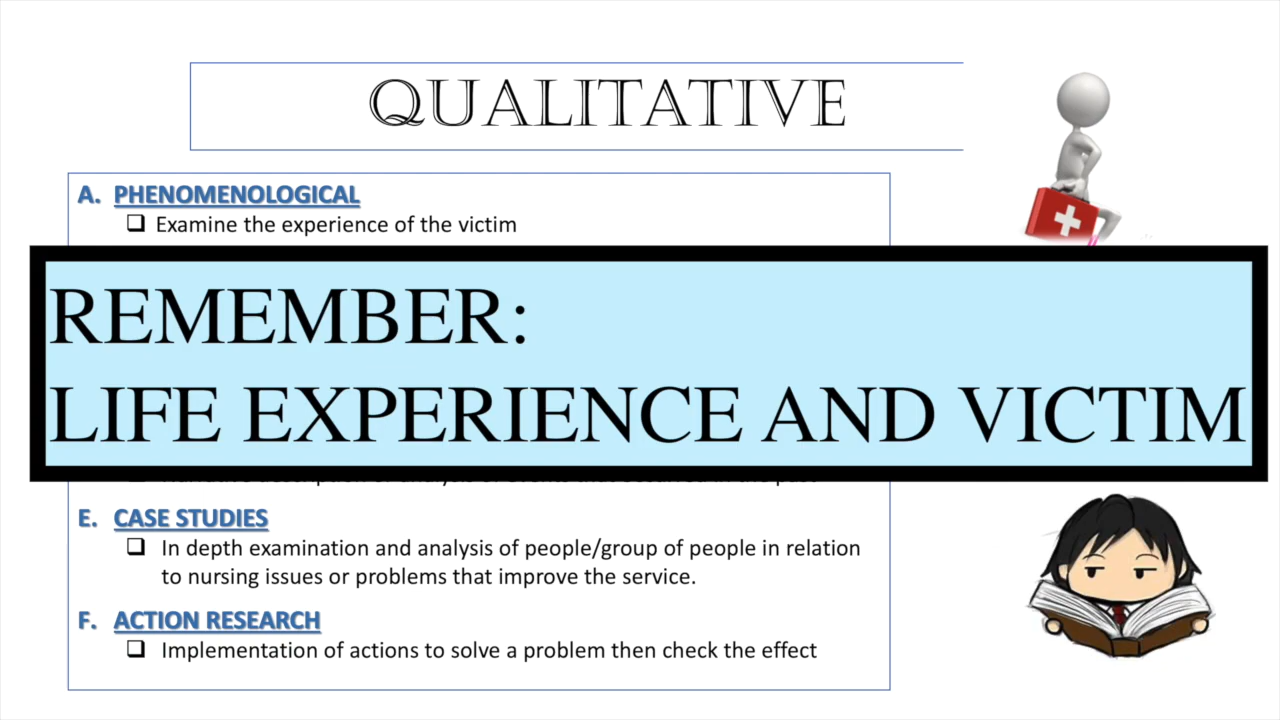 QUALITATIVE
A. PHENOMENOLOGICAL
❑ Examine the experience of the victim
REMEMBER:
LIFE EXPERIENCE AND VICTIM
E. CASE STUDIES
❑ In depth examination and analysis of people/group of people in relation
to nursing issues or problems that improve the service.
F. ACTION RESEARCH
❑ Implementation of actions to solve a problem then check the effect